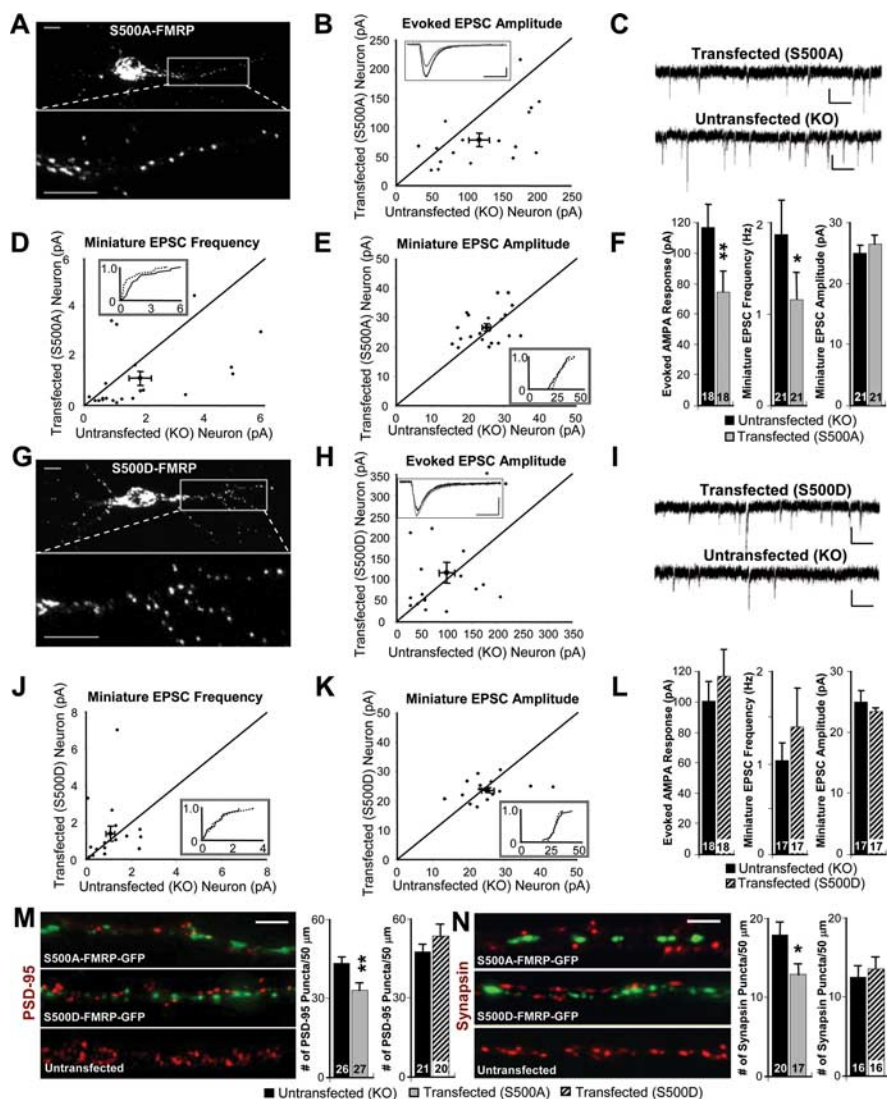 A
S500A-FMRP
B
Evoked EPSC Amplitude
Transfected (S500A) Neuron (pA)
250
200
150
100
50
0
0 50 100 150 200 250
Untransfected (KO) Neuron (pA)
C
Transfected (S500A)
Untransfected (KO)
D
Miniature EPSC Frequency
Transfected (S500A) Neuron (pA)
6
4
2
0
1.0
0
0 3 6
0 2 4 6
Untransfected (KO) Neuron (pA)
E
Miniature EPSC Amplitude
Transfected (S500A) Neuron (pA)
50
40
30
20
10
0
1.0
0
0 25 50
0 10 20 30 40 50
Untransfected (KO) Neuron (pA)
F
Evoked AMPA Response (pA)
120
100
80
60
40
20
0
**
18 18
Miniature EPSC Frequency (Hz)
2
1
0
*
21 21
Miniature EPSC Amplitude (pA)
30
20
10
0
21 21
Untransfected (KO)
Transfected (S500A)
G
S500D-FMRP
H
Evoked EPSC Amplitude
Transfected (S500D) Neuron (pA)
350
300
250
200
150
100
50
0
0 50 100 150 200 250 300 350
Untransfected (KO) Neuron (pA)
I
Transfected (S500D)
Untransfected (KO)
J
Miniature EPSC Frequency
Transfected (S500D) Neuron (pA)
8
6
4
2
0
1.0
0
0 2 4
0 2 4 6 8
Untransfected (KO) Neuron (pA)
K
Miniature EPSC Amplitude
Transfected (S500D) Neuron (pA)
50
40
30
20
10
0
1.0
0
0 25 50
0 10 20 30 40 50
Untransfected (KO) Neuron (pA)
L
Evoked AMPA Response (pA)
120
100
80
60
40
20
0
18 18
Miniature EPSC Frequency (Hz)
2
1
0
17 17
Miniature EPSC Amplitude (pA)
30
20
10
0
17 17
Untransfected (KO)
Transfected (S500D)
M
PSD-95
S500A-FMRP-GFP
S500D-FMRP-GFP
Untransfected
# of PSD-95 Puncta/50 µm
60
30
0
**
26 27
# of PSD-95 Puncta/50 µm
60
30
0
21 20
N
Synapsin
S500A-FMRP-GFP
S500D-FMRP-GFP
Untransfected
# of Synapsin Puncta/50 µm
20
10
0
*
20 17
# of Synapsin Puncta/50 µm
20
10
0
16 16
Untransfected (KO) Transfected (S500A) Transfected (S500D)